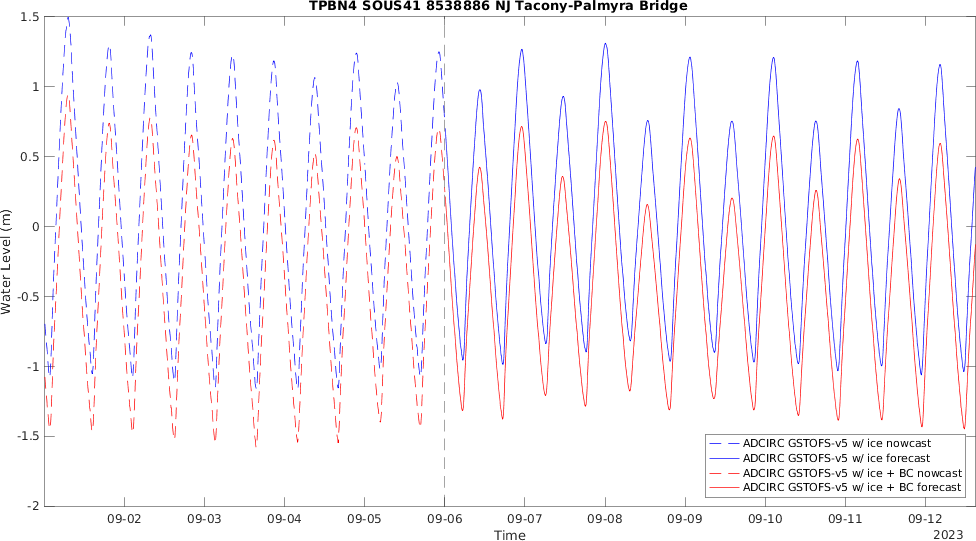 TPBN4 SOUS41 8538886 NJ Tacony-Palmyra Bridge
1.5
1
0.5
0
-0.5
-1
-1.5
-2
Water Level (m)
09-02 09-03 09-04 09-05 09-06 09-07 09-08 09-09 09-10 09-11 09-12
Time
2023
ADCIRC GSTOFS-v5 w/ ice nowcast
ADCIRC GSTOFS-v5 w/ ice forecast
ADCIRC GSTOFS-v5 w/ ice + BC nowcast
ADCIRC GSTOFS-v5 w/ ice + BC forecast